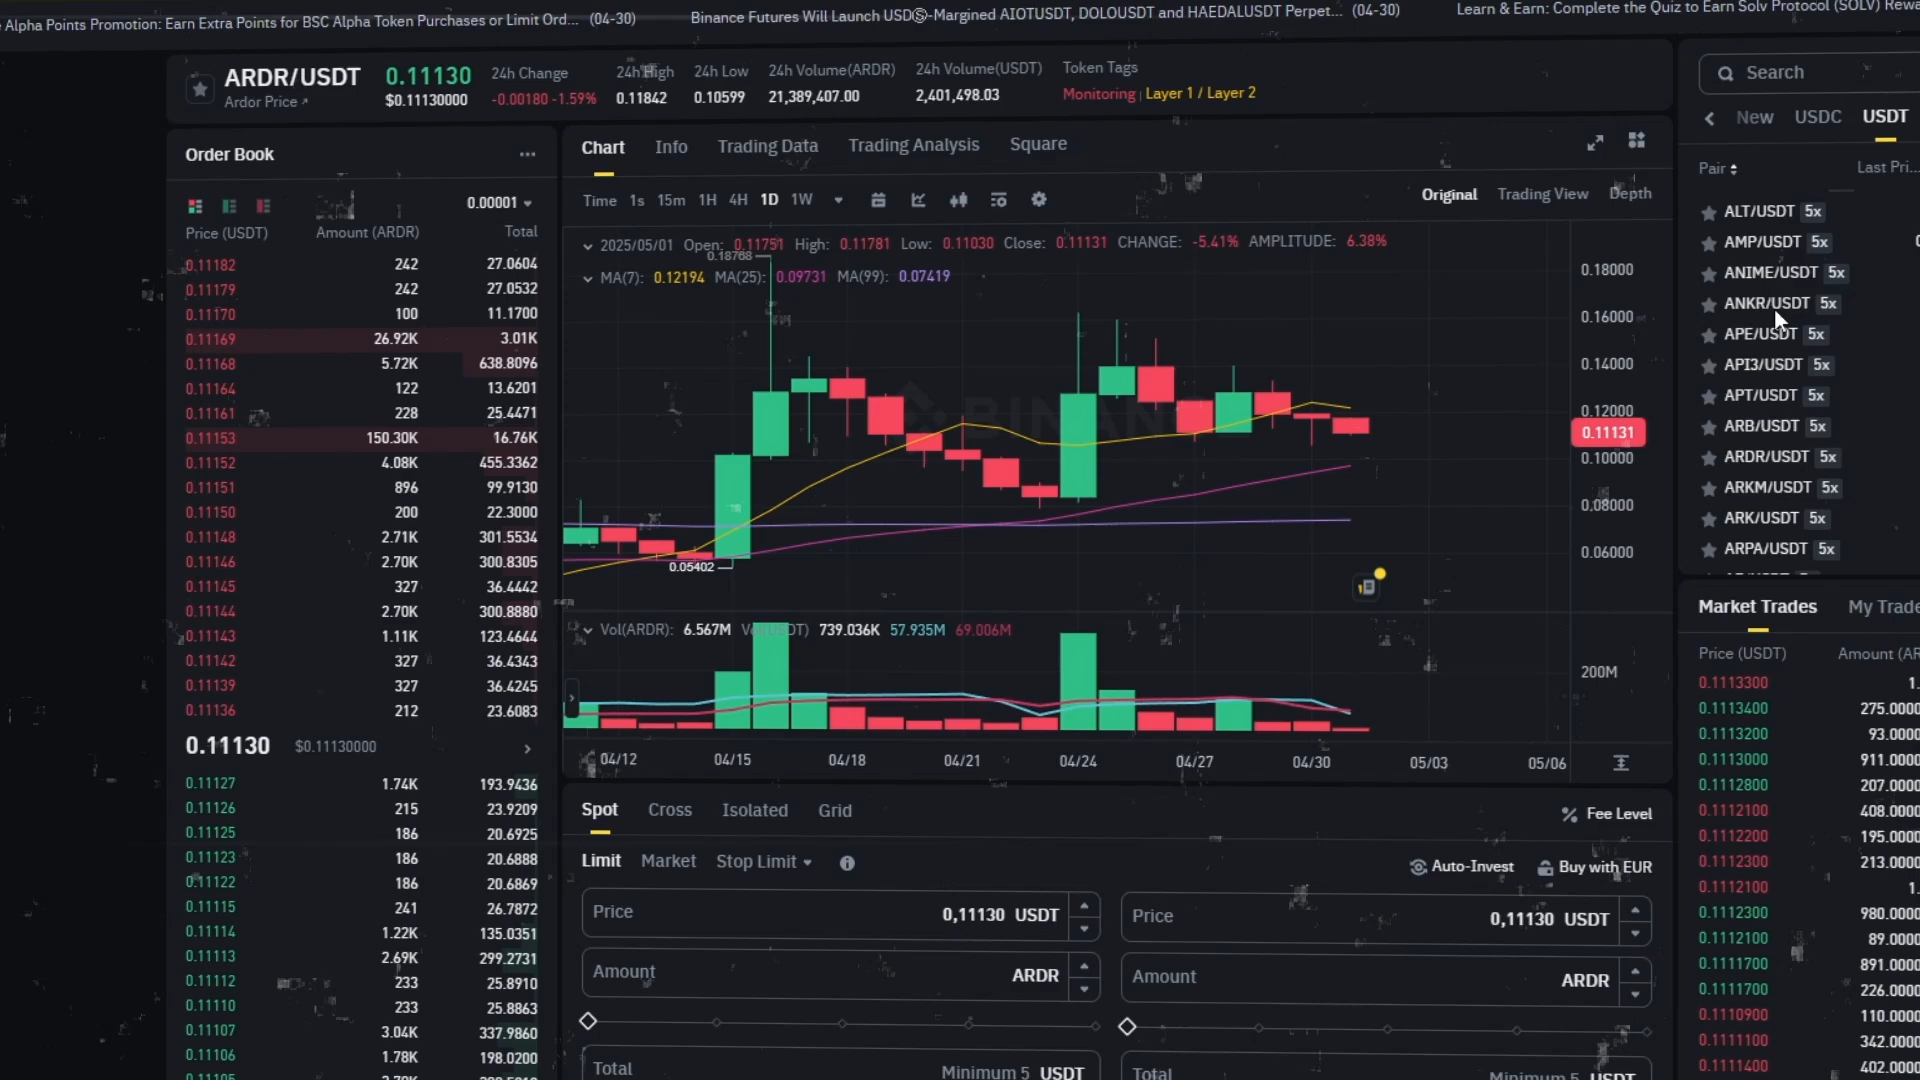 e Alpha Points Promotion: Earn Extra Points for BSC Alpha Token Purchases or Limit Ord... (04-30)
Binance Futures Will Launch USDⓈ-Margined AIOTUSDT, DOLOUSDT and HAEDALUSDT Perpet... (04-30)
Learn & Earn: Complete the Quiz to Earn Solv Protocol (SOLV) Rewa
ARDR/USDT
Ardor Price
0.11130
$0.11130000
24h Change
-0.00180 -1.59%
24h High
0.11842
24h Low
0.10599
24h Volume(ARDR)
21,389,407.00
24h Volume(USDT)
2,401,498.03
Token Tags
Monitoring | Layer 1 / Layer 2
Order Book
0.00001
Price (USDT) Amount (ARDR) Total
0.11182 242 27.0604
0.11179 242 27.0532
0.11170 100 11.1700
0.11169 26.92K 3.01K
0.11168 5.72K 638.8096
0.11164 122 13.6201
0.11161 228 25.4471
0.11153 150.30K 16.76K
0.11152 4.08K 455.3362
0.11151 896 99.9130
0.11150 200 22.3000
0.11148 2.71K 301.5534
0.11146 2.70K 300.8305
0.11145 327 36.4442
0.11144 2.70K 300.8880
0.11143 1.11K 123.4644
0.11142 327 36.4343
0.11139 327 36.4245
0.11136 212 23.6083
0.11130 $0.11130000
0.11127 1.74K 193.9436
0.11126 215 23.9209
0.11125 186 20.6925
0.11123 186 20.6888
0.11122 186 20.6869
0.11115 241 26.7872
0.11114 1.22K 135.0351
0.11113 2.69K 299.2731
0.11112 233 25.8910
0.11110 233 25.8863
0.11107 3.04K 337.9860
0.11106 1.78K 198.0200
Chart Info Trading Data Trading Analysis Square
Time 1s 15m 1H 4H 1D 1W
Original Trading View Depth
2025/05/01 Open: 0.11751 High: 0.11781 Low: 0.11030 Close: 0.11131 CHANGE: -5.41% AMPLITUDE: 6.38%
0.18768
MA(7): 0.12194 MA(25): 0.09731 MA(99): 0.07419
0.18000
0.16000
0.14000
0.12000
0.11131
0.10000
0.08000
0.06000
0.05402
Vol(ARDR): 6.567M Vol(USDT) 739.036K 57.935M 69.006M
200M
04/12 04/15 04/18 04/21 04/24 04/27 04/30 05/03 05/06
Spot Cross Isolated Grid
Fee Level
Limit Market Stop Limit
Auto-Invest Buy with EUR
Price 0,11130 USDT
Price 0,11130 USDT
Amount ARDR
Amount ARDR
Total Minimum 5 USDT
Total Minimum 5 USDT
Search
New USDC USDT
Pair Last Pri...
ALT/USDT 5x
AMP/USDT 5x
ANIME/USDT 5x
ANKR/USDT 5x
APE/USDT 5x
API3/USDT 5x
APT/USDT 5x
ARB/USDT 5x
ARDR/USDT 5x
ARKM/USDT 5x
ARK/USDT 5x
ARPA/USDT 5x
Market Trades My Trade
Price (USDT) Amount (AR
0.1113300 1.
0.1113400 275.0000
0.1113200 93.0000
0.1113000 911.0000
0.1112800 207.0000
0.1112100 408.0000
0.1112200 195.0000
0.1112300 213.0000
0.1112100 1.
0.1112300 980.0000
0.1112100 89.0000
0.1111700 891.0000
0.1111700 226.0000
0.1110900 110.0000
0.1111100 342.0000
0.1111400 402.0000